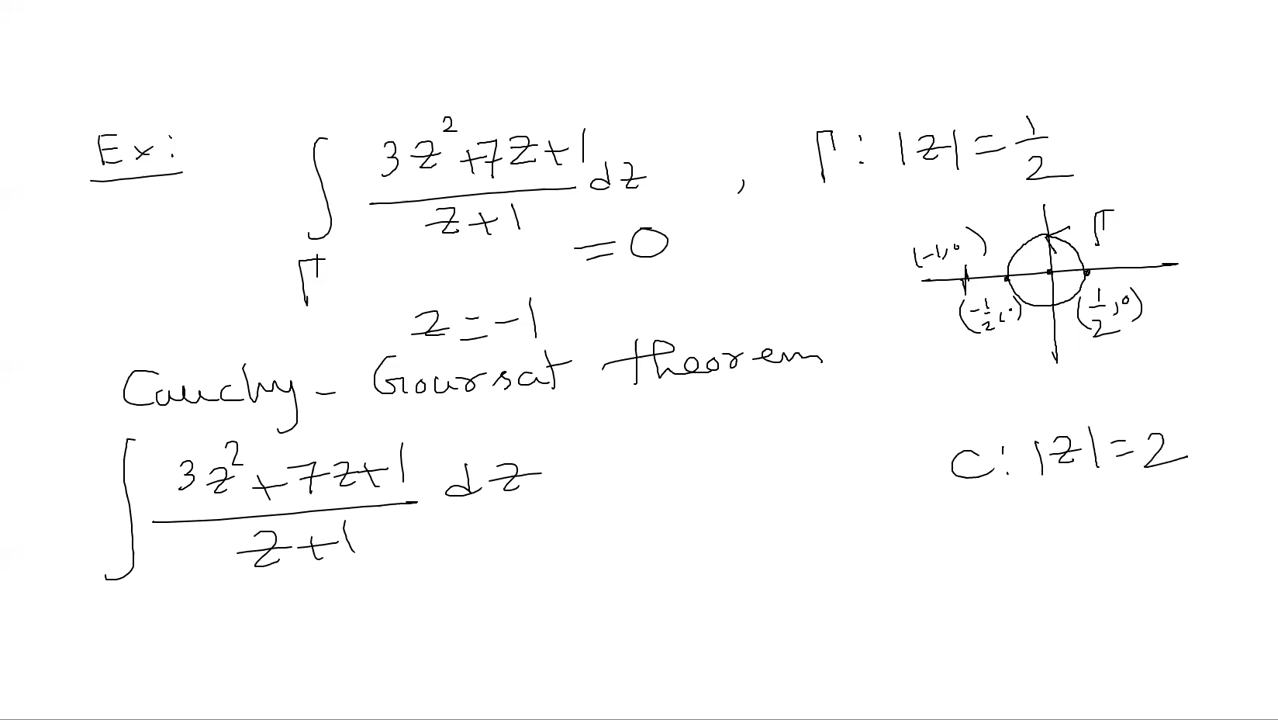 Ex: ∫_Γ (3z²+7z+1)/(z+1) dz = 0 , Γ: |z| = 1/2
Γ
(-1,0)
(-1/2,0) (1/2,0)
z = -1
Cauchy - Goursat theorem
∫ (3z²+7z+1)/(z+1) dz C: |z| = 2